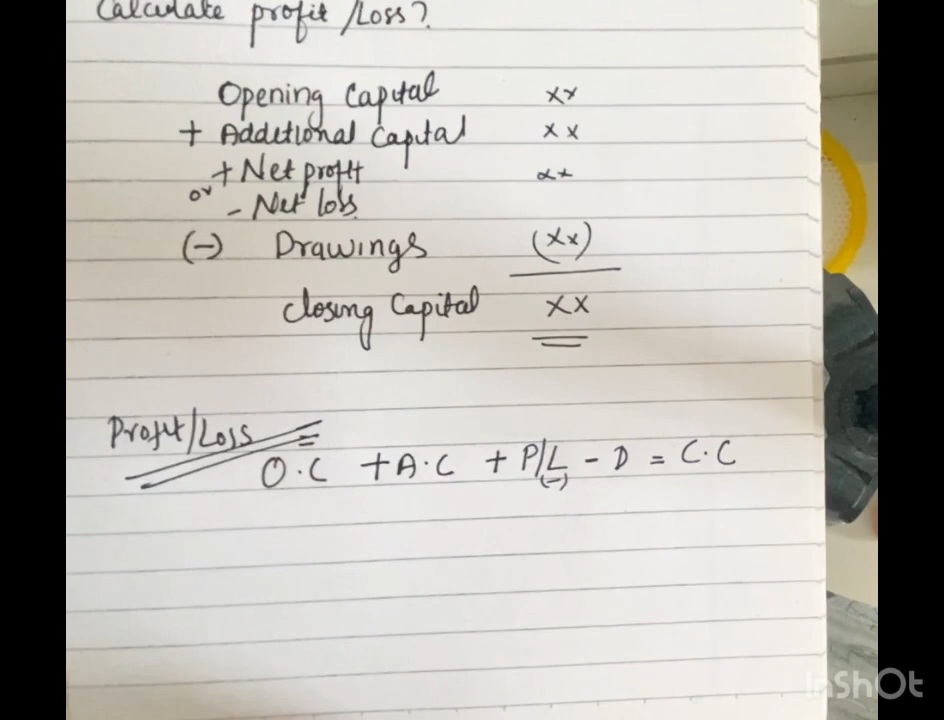 Calculate profit /Loss?
Opening Capital xx
+ Additional Capital xx
+ Net profit xx
or - Net loss
(-) Drawings (xx)
closing Capital xx
Profit/Loss =
O.C + A.C + P/L - D = C.C
(-)
InShOt